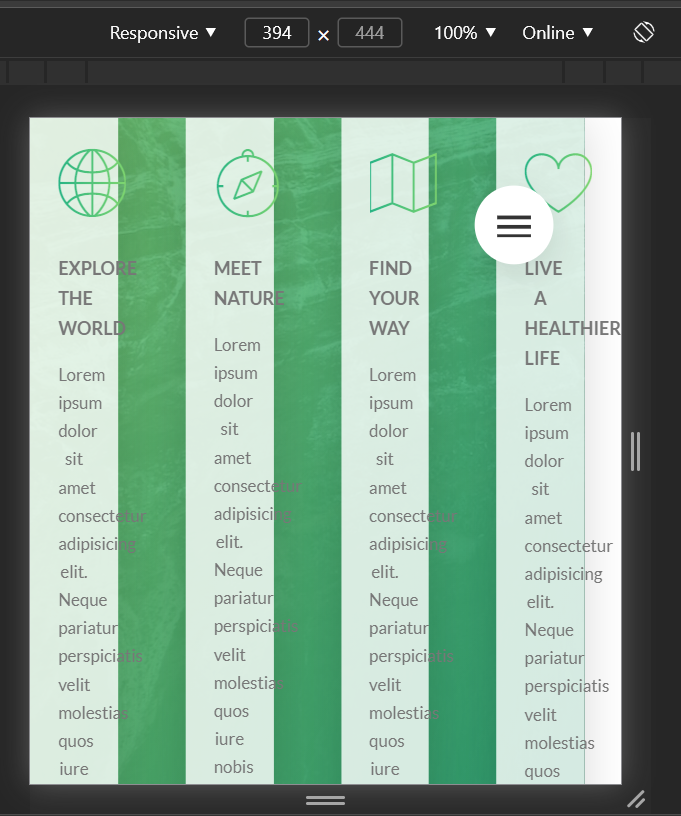 Responsive ▼ 394 × 444 100% ▼ Online ▼
EXPLORE
THE
WORLD
Lorem
ipsum
dolor
sit
amet
consectetur
adipisicing
elit.
Neque
pariatur
perspiciatis
velit
molestias
quos
iure
MEET
NATURE
Lorem
ipsum
dolor
sit
amet
consectetur
adipisicing
elit.
Neque
pariatur
perspiciatis
velit
molestias
quos
iure
nobis
FIND
YOUR
WAY
Lorem
ipsum
dolor
sit
amet
consectetur
adipisicing
elit.
Neque
pariatur
perspiciatis
velit
molestias
quos
iure
LIVE
A
HEALTHIER
LIFE
Lorem
ipsum
dolor
sit
amet
consectetur
adipisicing
elit.
Neque
pariatur
perspiciatis
velit
molestias
quos